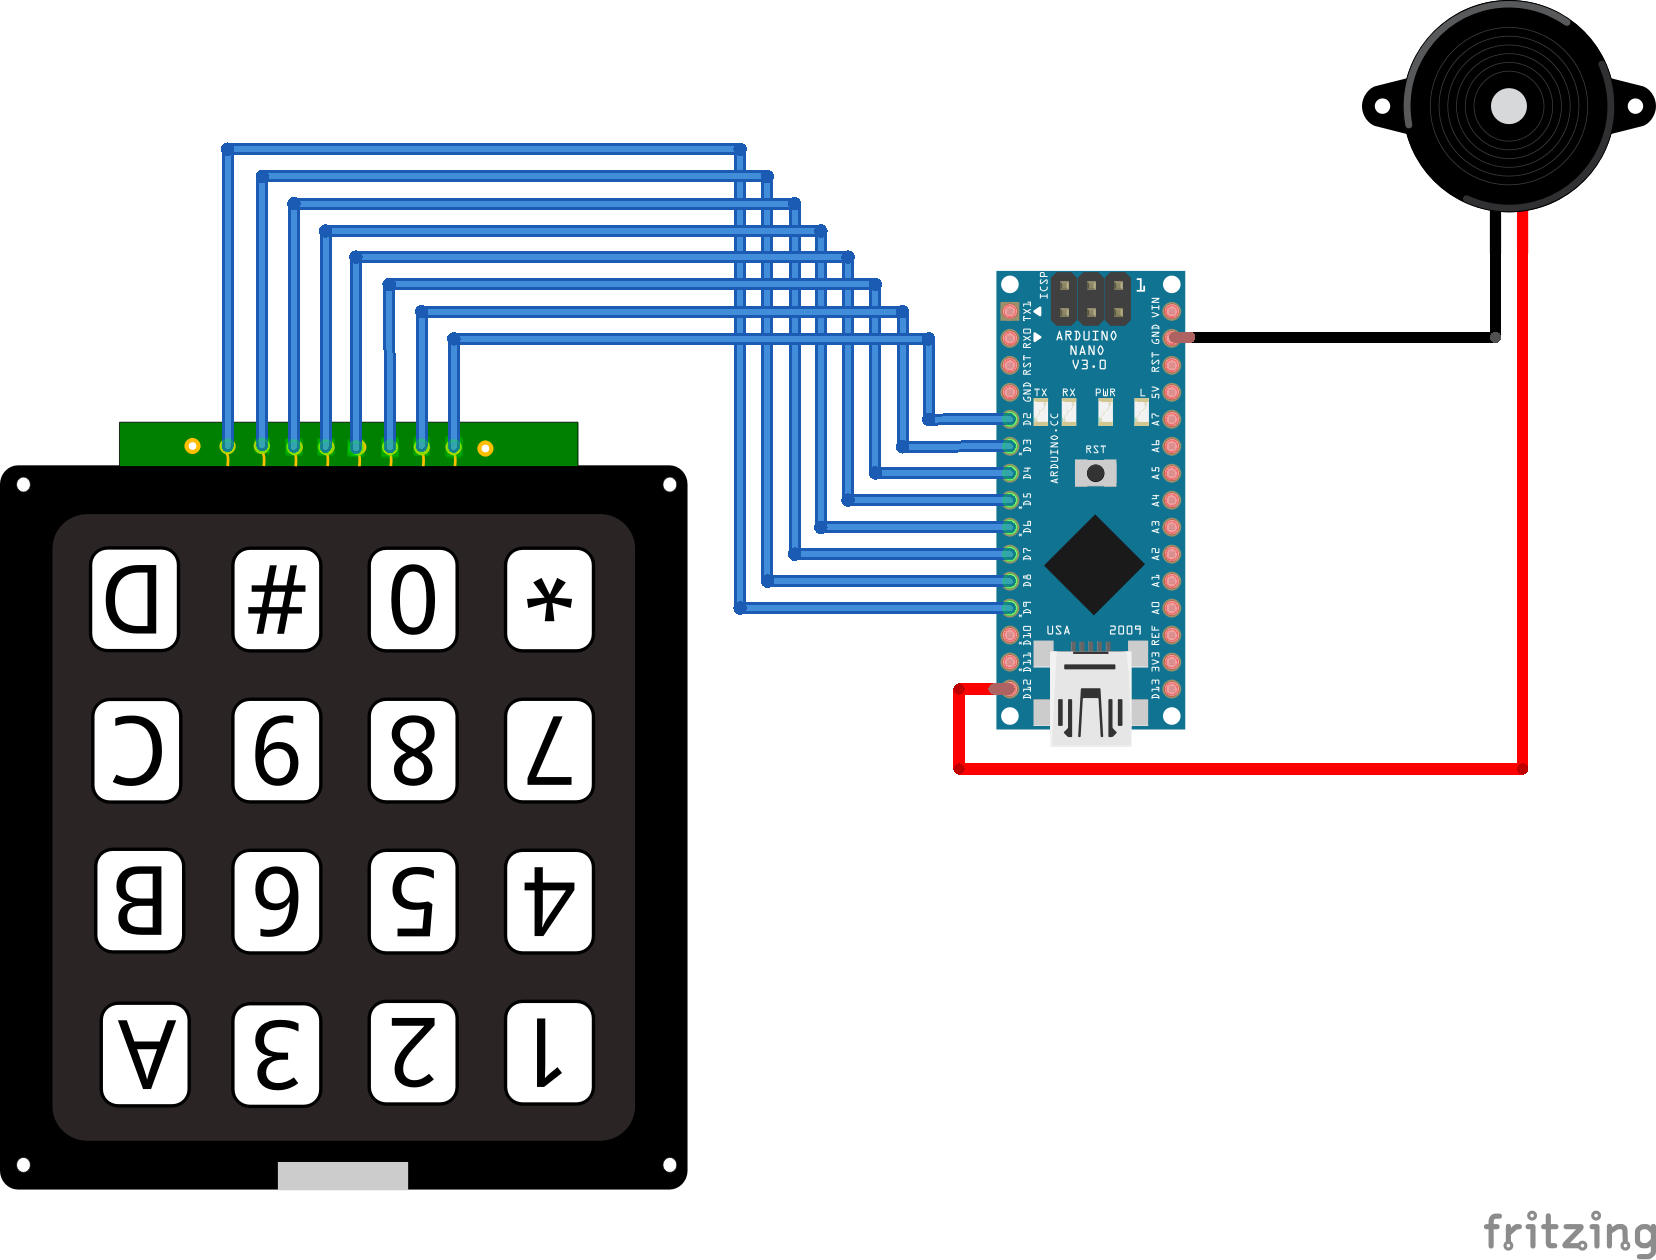 ICSP
1
TX1
VIN
RX0
GND
ARDUINO
NANO
V3.0
RST
RST
GND
5V
TX RX PWR L
D2
A7
D3
A6
ARDUINO.CC
RST
D4
A5
D5
A4
D6
A3
D7
A2
D8
A1
D9
A0
D10
USA 2009
REF
D11
3V3
D12
D13
D # 0 *
C 9 8 7
B 6 5 4
A 3 2 1
fritzing